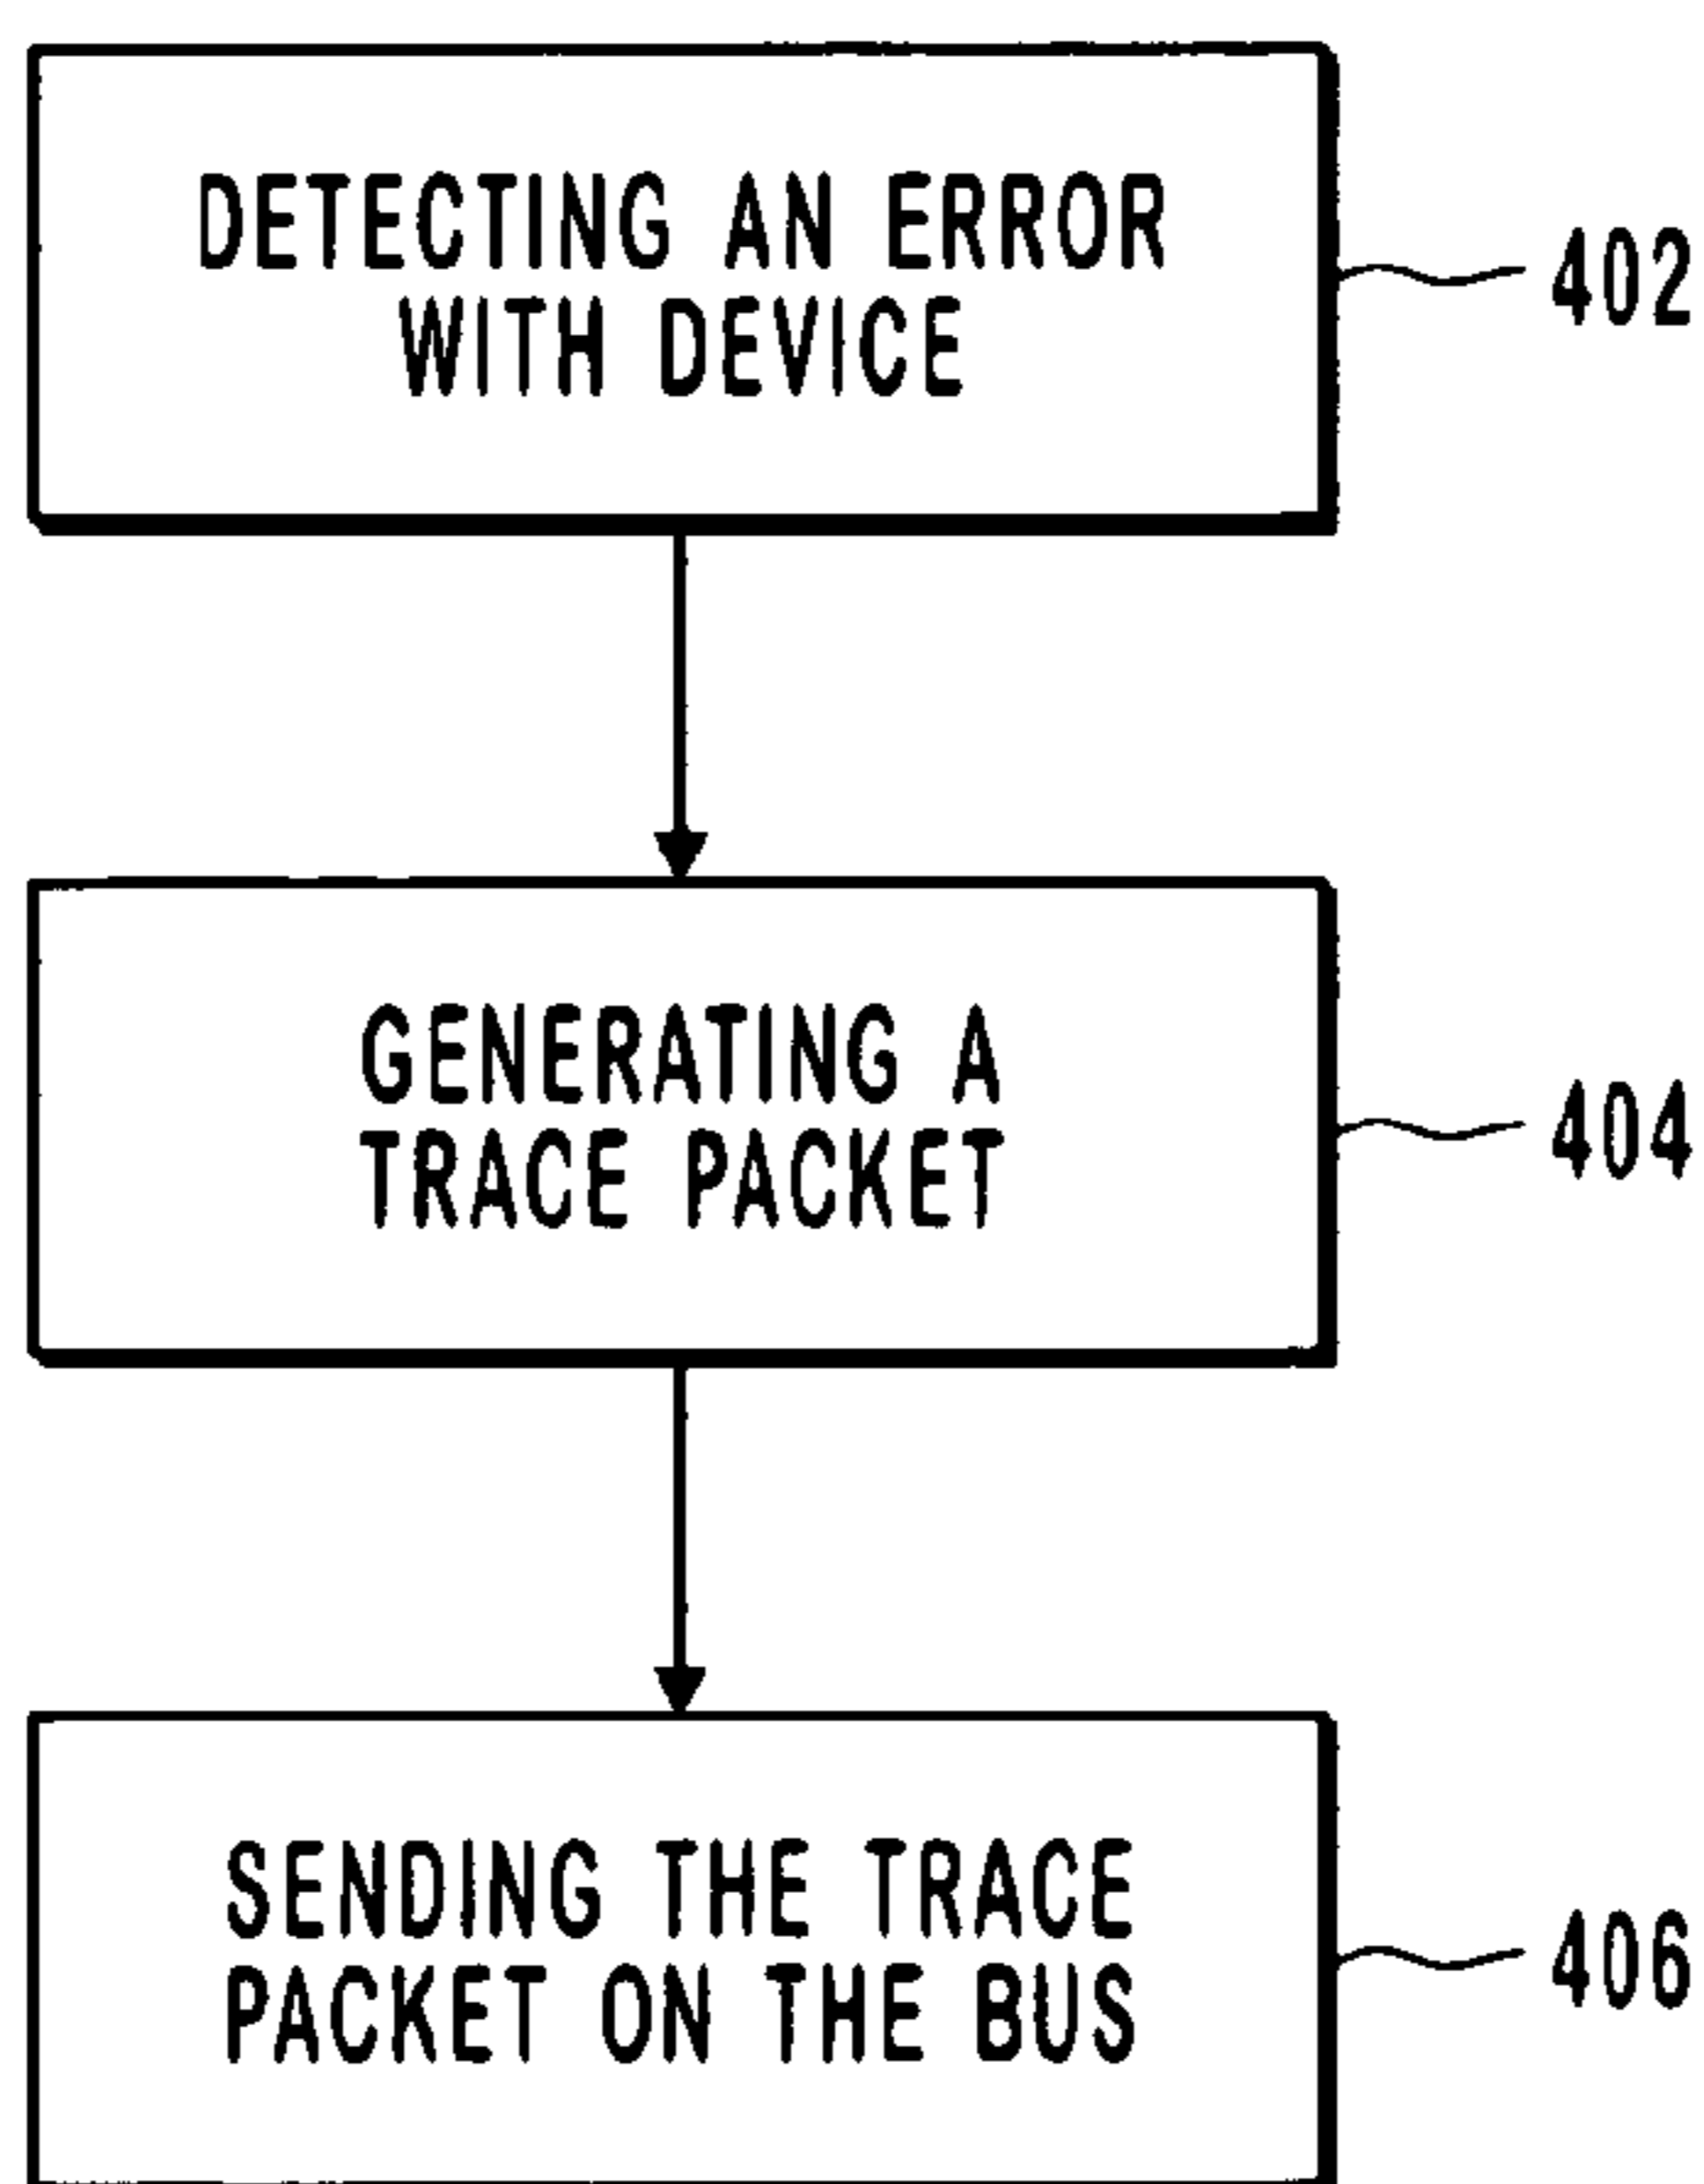 DETECTING AN ERROR
WITH DEVICE
402
GENERATING A
TRACE PACKET
404
SENDING THE TRACE
PACKET ON THE BUS
406